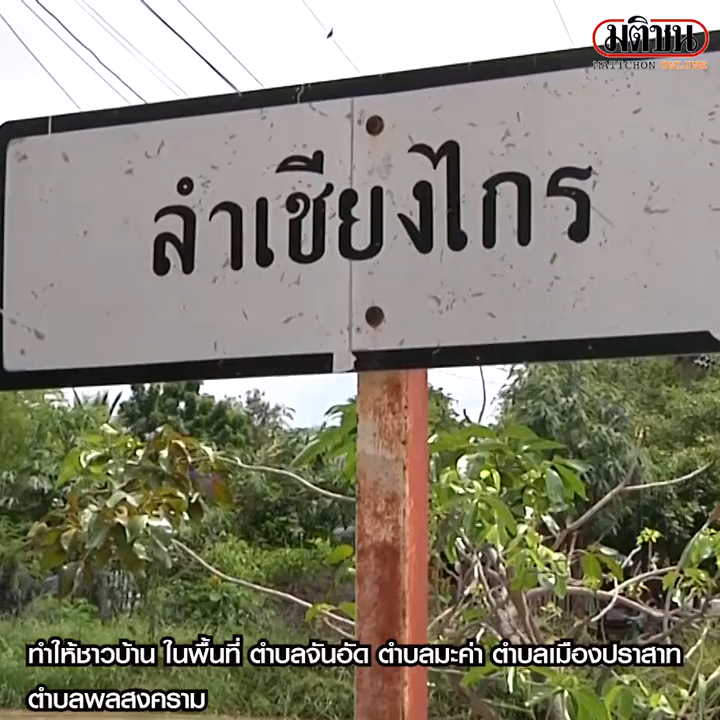 มติชน
MATICHON ONLINE
ลำเชียงไกร
ทำให้ชาวบ้าน ในพื้นที่ ตำบลจันอัด ตำบลมะค่า ตำบลเมืองปราสาท
ตำบลพลสงคราม